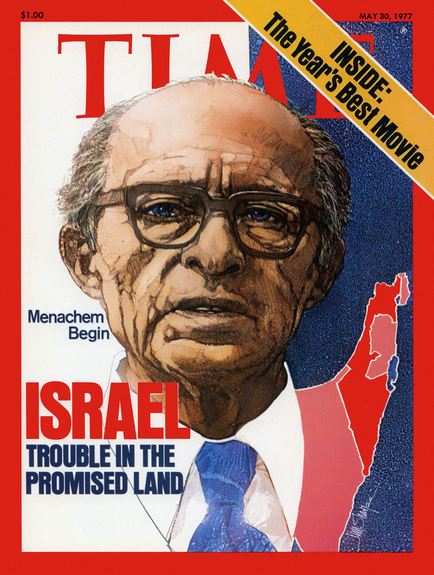 $1.00
MAY 30, 1977
TIME
INSIDE:
The Year's Best Movie
Menachem
Begin
ISRAEL
TROUBLE IN THE
PROMISED LAND